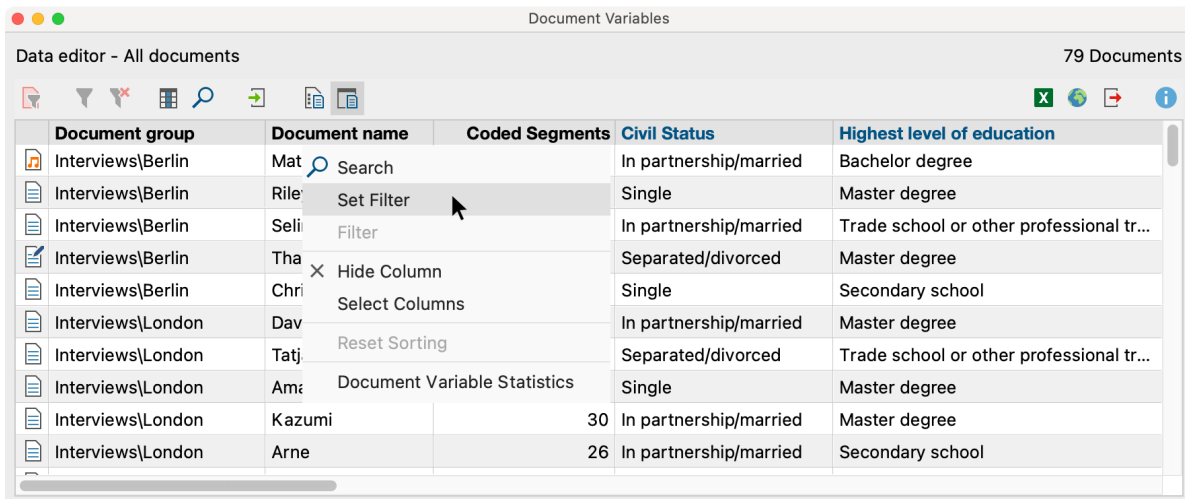 Document Variables
Data editor - All documents 79 Documents
Document group Document name Coded Segments Civil Status Highest level of education
Interviews\Berlin Mat In partnership/married Bachelor degree
Search
Interviews\Berlin Rile Single Master degree
Set Filter
Interviews\Berlin Seli In partnership/married Trade school or other professional tr...
Filter
Interviews\Berlin Tha Separated/divorced Master degree
Hide Column
Interviews\Berlin Chri Single Secondary school
Select Columns
Interviews\London Dav In partnership/married Master degree
Reset Sorting
Interviews\London Tatj Separated/divorced Trade school or other professional tr...
Document Variable Statistics
Interviews\London Ama Single Master degree
Interviews\London Kazumi 30 In partnership/married Master degree
Interviews\London Arne 26 In partnership/married Secondary school